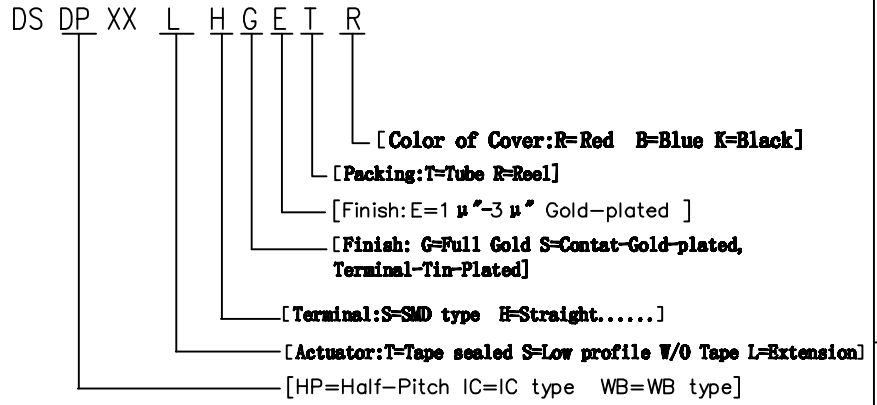 DS DP XX L H G E T R
[Color of Cover:R=Red B=Blue K=Black]
[Packing:T=Tube R=Reel]
[Finish:E=1 μ"-3 μ" Gold-plated ]
[Finish: G=Full Gold S=Contat-Gold-plated,
Terminal-Tin-Plated]
[Terminal:S=SMD type H=Straight......]
[Actuator:T=Tape sealed S=Low profile W/O Tape L=Extension]
[HP=Half-Pitch IC=IC type WB=WB type]